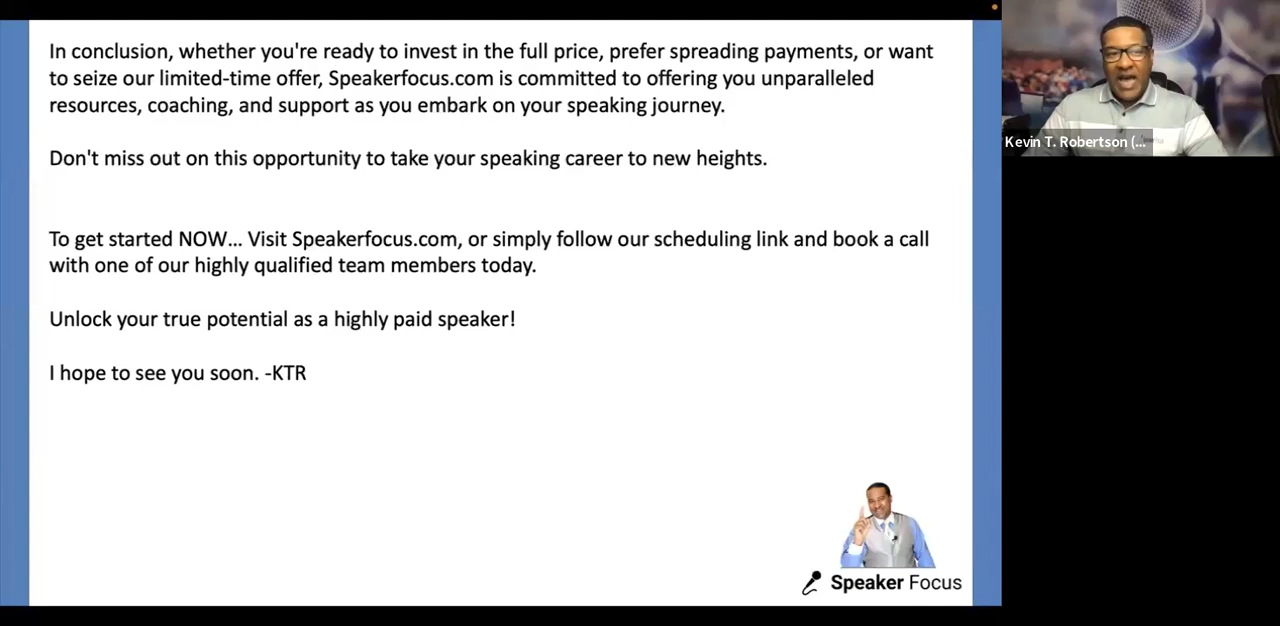 In conclusion, whether you're ready to invest in the full price, prefer spreading payments, or want
to seize our limited-time offer, Speakerfocus.com is committed to offering you unparalleled
resources, coaching, and support as you embark on your speaking journey.
Don't miss out on this opportunity to take your speaking career to new heights.
To get started NOW... Visit Speakerfocus.com, or simply follow our scheduling link and book a call
with one of our highly qualified team members today.
Unlock your true potential as a highly paid speaker!
I hope to see you soon. -KTR
Speaker Focus
Kevin T. Robertson (...